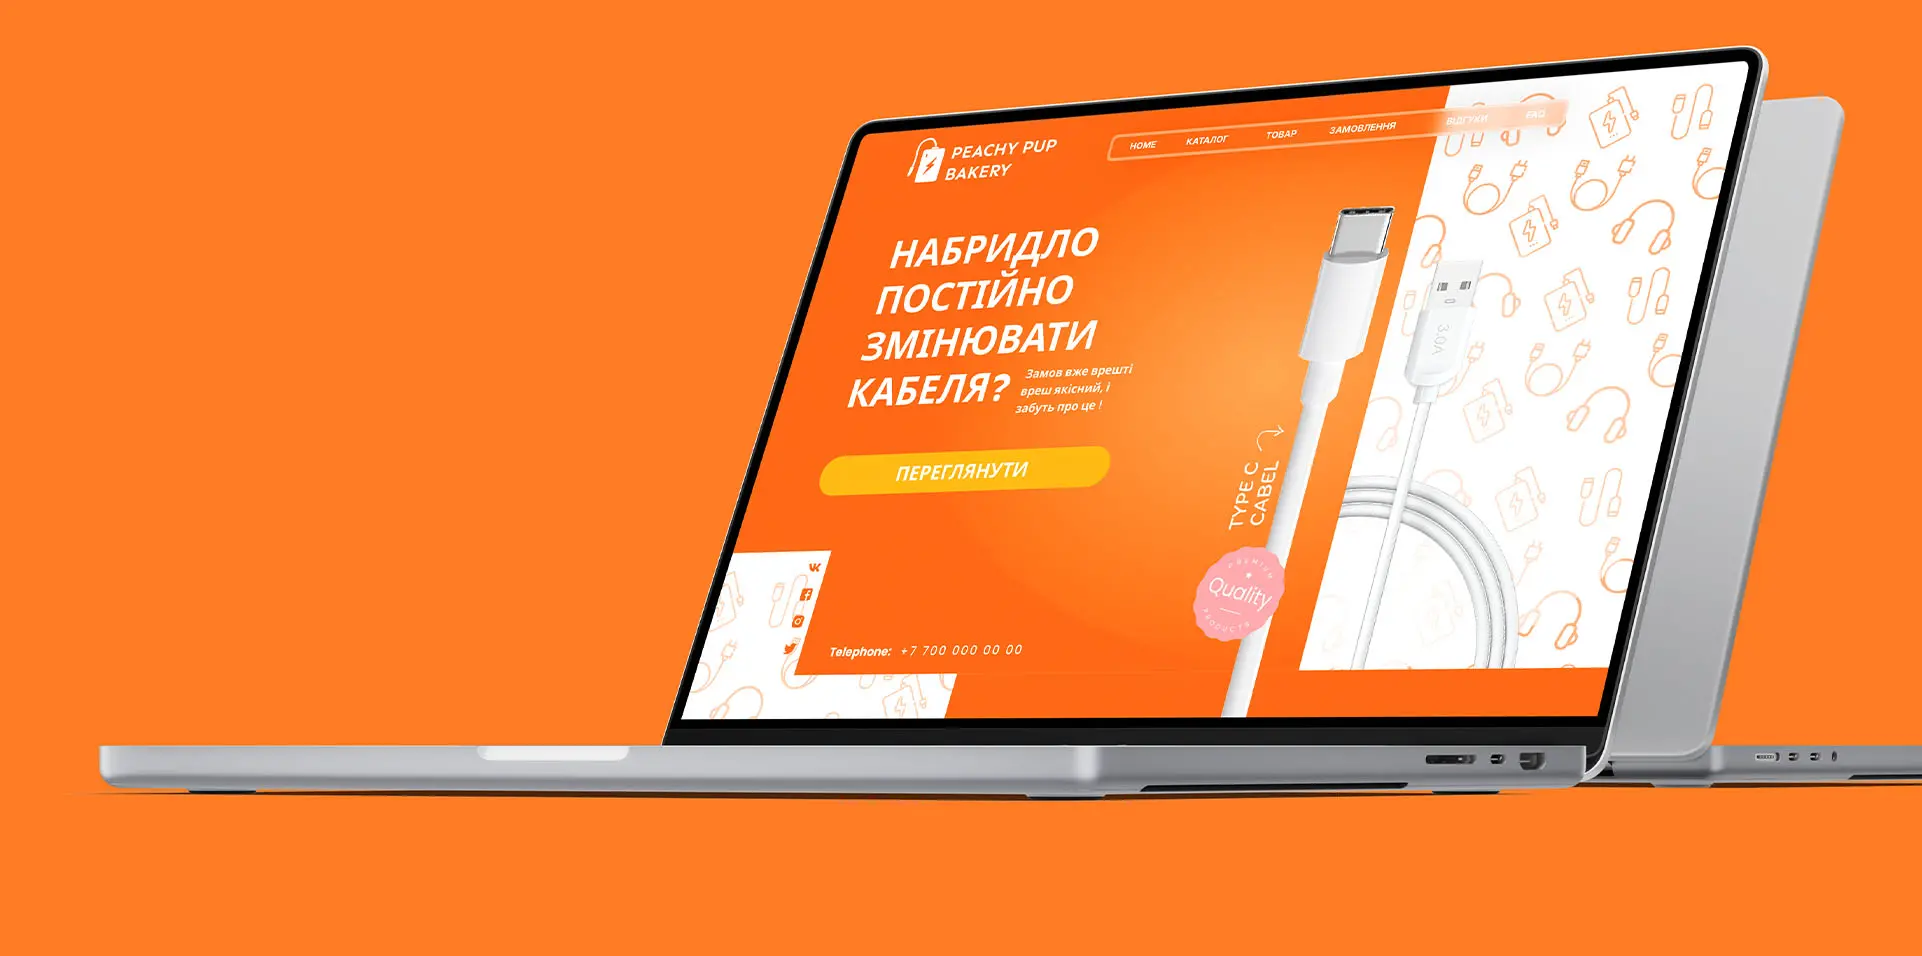 PEACHY PUP
BAKERY
HOME
КАТАЛОГ
ТОВАР
ЗАМОВЛЕННЯ
ВІДГУКИ
FAQ
НАБРИДЛО
ПОСТІЙНО
ЗМІНЮВАТИ
КАБЕЛЯ?
Замов вже врешті
вреш якісний, і
забуть про це !
ПЕРЕГЛЯНУТИ
TYPE C
CABEL
3.0A
PREMIUM
Quality
PRODUCTS
Telephone: +7 700 000 00 00